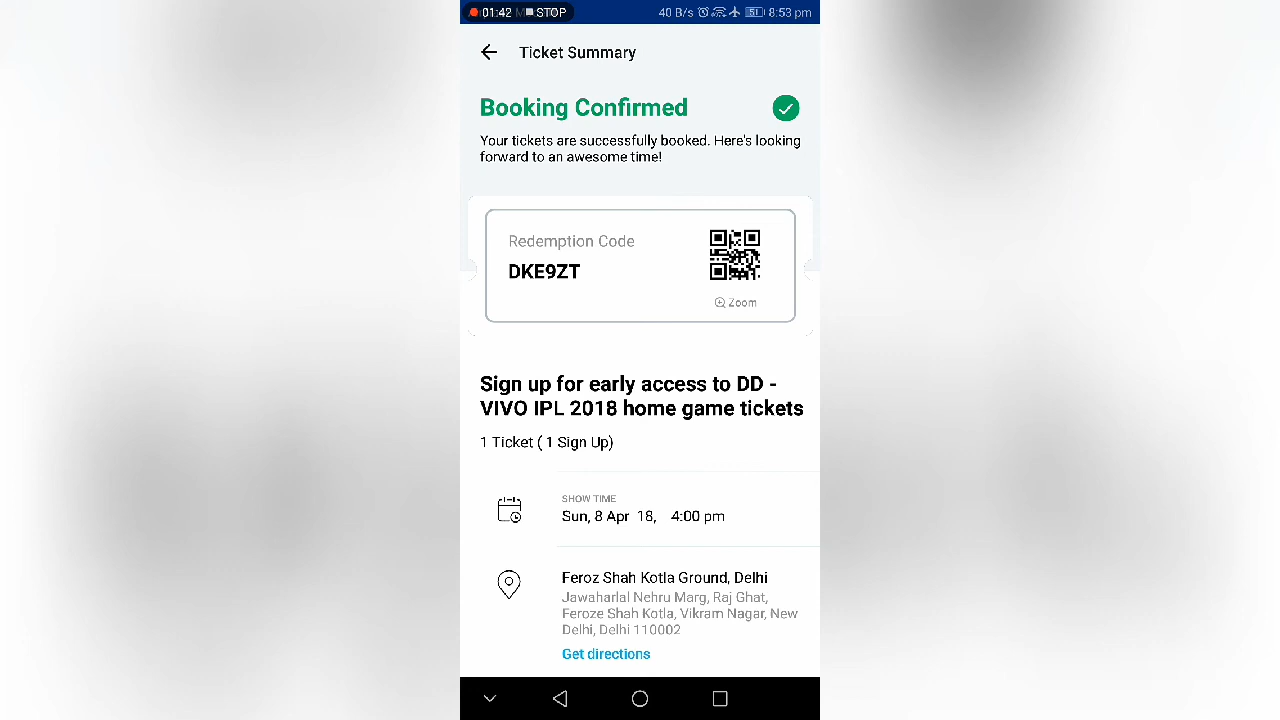 01:42 STOP 40 B/s 51 8:53 pm
Ticket Summary
Booking Confirmed
Your tickets are successfully booked. Here's looking
forward to an awesome time!
Redemption Code
DKE9ZT
Zoom
Sign up for early access to DD -
VIVO IPL 2018 home game tickets
1 Ticket ( 1 Sign Up)
SHOW TIME
Sun, 8 Apr 18, 4:00 pm
Feroz Shah Kotla Ground, Delhi
Jawaharlal Nehru Marg, Raj Ghat,
Feroze Shah Kotla, Vikram Nagar, New
Delhi, Delhi 110002
Get directions